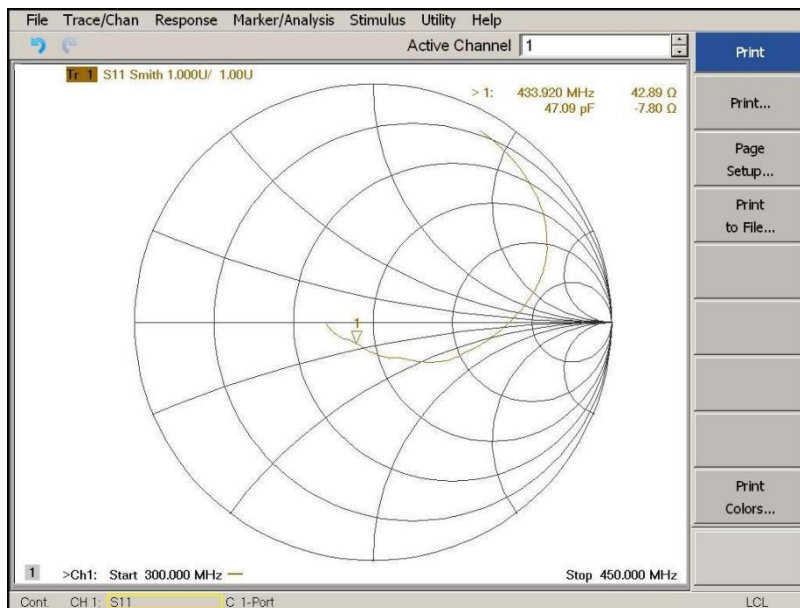 File Trace/Chan Response Marker/Analysis Stimulus Utility Help
Active Channel 1
Print
Tr 1 S11 Smith 1.000U/ 1.00U
> 1: 433.920 MHz 42.89 Ω
47.09 pF -7.80 Ω
Print...
Page
Setup...
Print
to File...
1
Print
Colors...
1 >Ch1: Start 300.000 MHz Stop 450.000 MHz
Cont. CH 1: S11 C 1-Port LCL